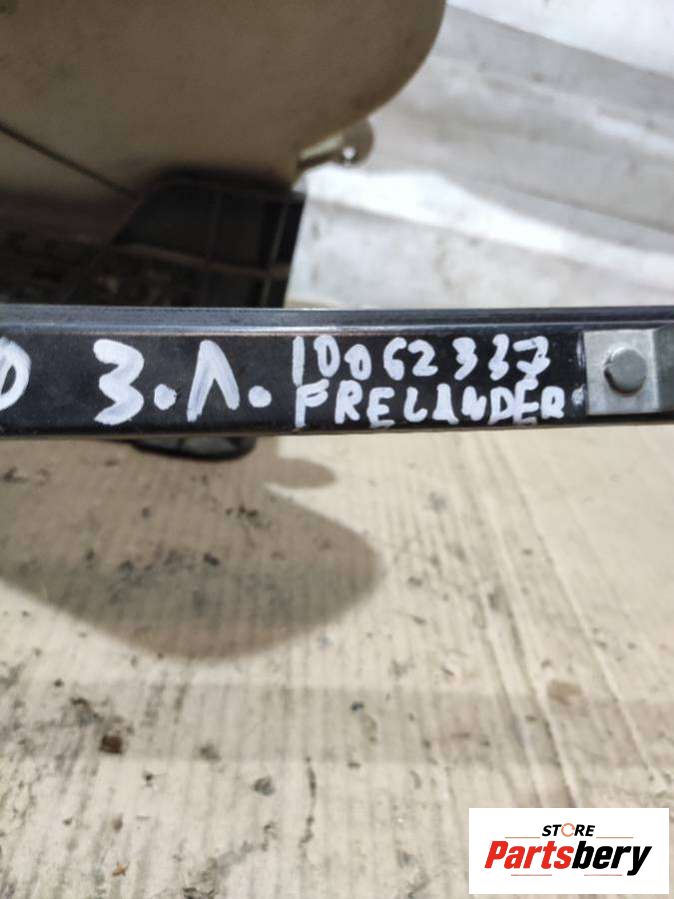 З.Л.
10062337
FRELANDER
STORE
Partsbery